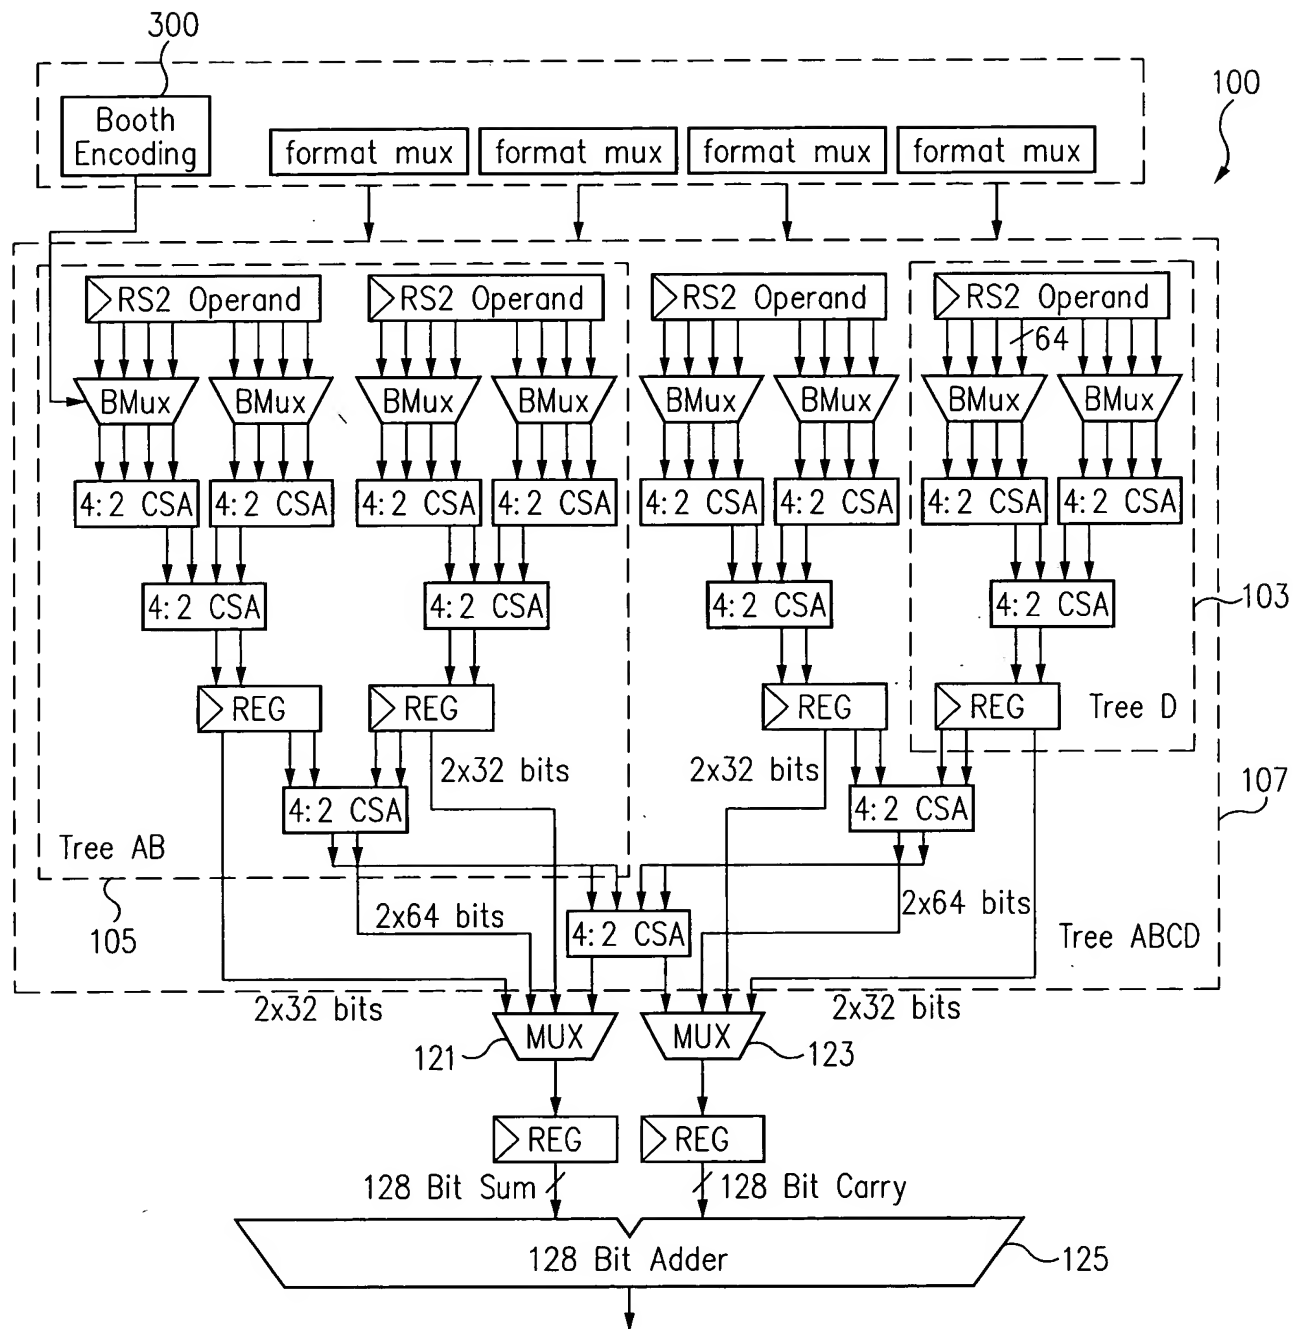 300
100
Booth
Encoding
format mux
format mux
format mux
format mux
RS2 Operand
RS2 Operand
RS2 Operand
RS2 Operand
64
BMux
BMux
BMux
BMux
BMux
BMux
BMux
BMux
4:2 CSA
4:2 CSA
4:2 CSA
4:2 CSA
4:2 CSA
4:2 CSA
4:2 CSA
4:2 CSA
4:2 CSA
4:2 CSA
4:2 CSA
4:2 CSA
103
REG
REG
REG
REG
Tree D
2x32 bits
2x32 bits
107
4:2 CSA
4:2 CSA
Tree AB
105
2x64 bits
4:2 CSA
2x64 bits
Tree ABCD
2x32 bits
2x32 bits
121
MUX
MUX
123
REG
REG
128 Bit Sum
128 Bit Carry
128 Bit Adder
125